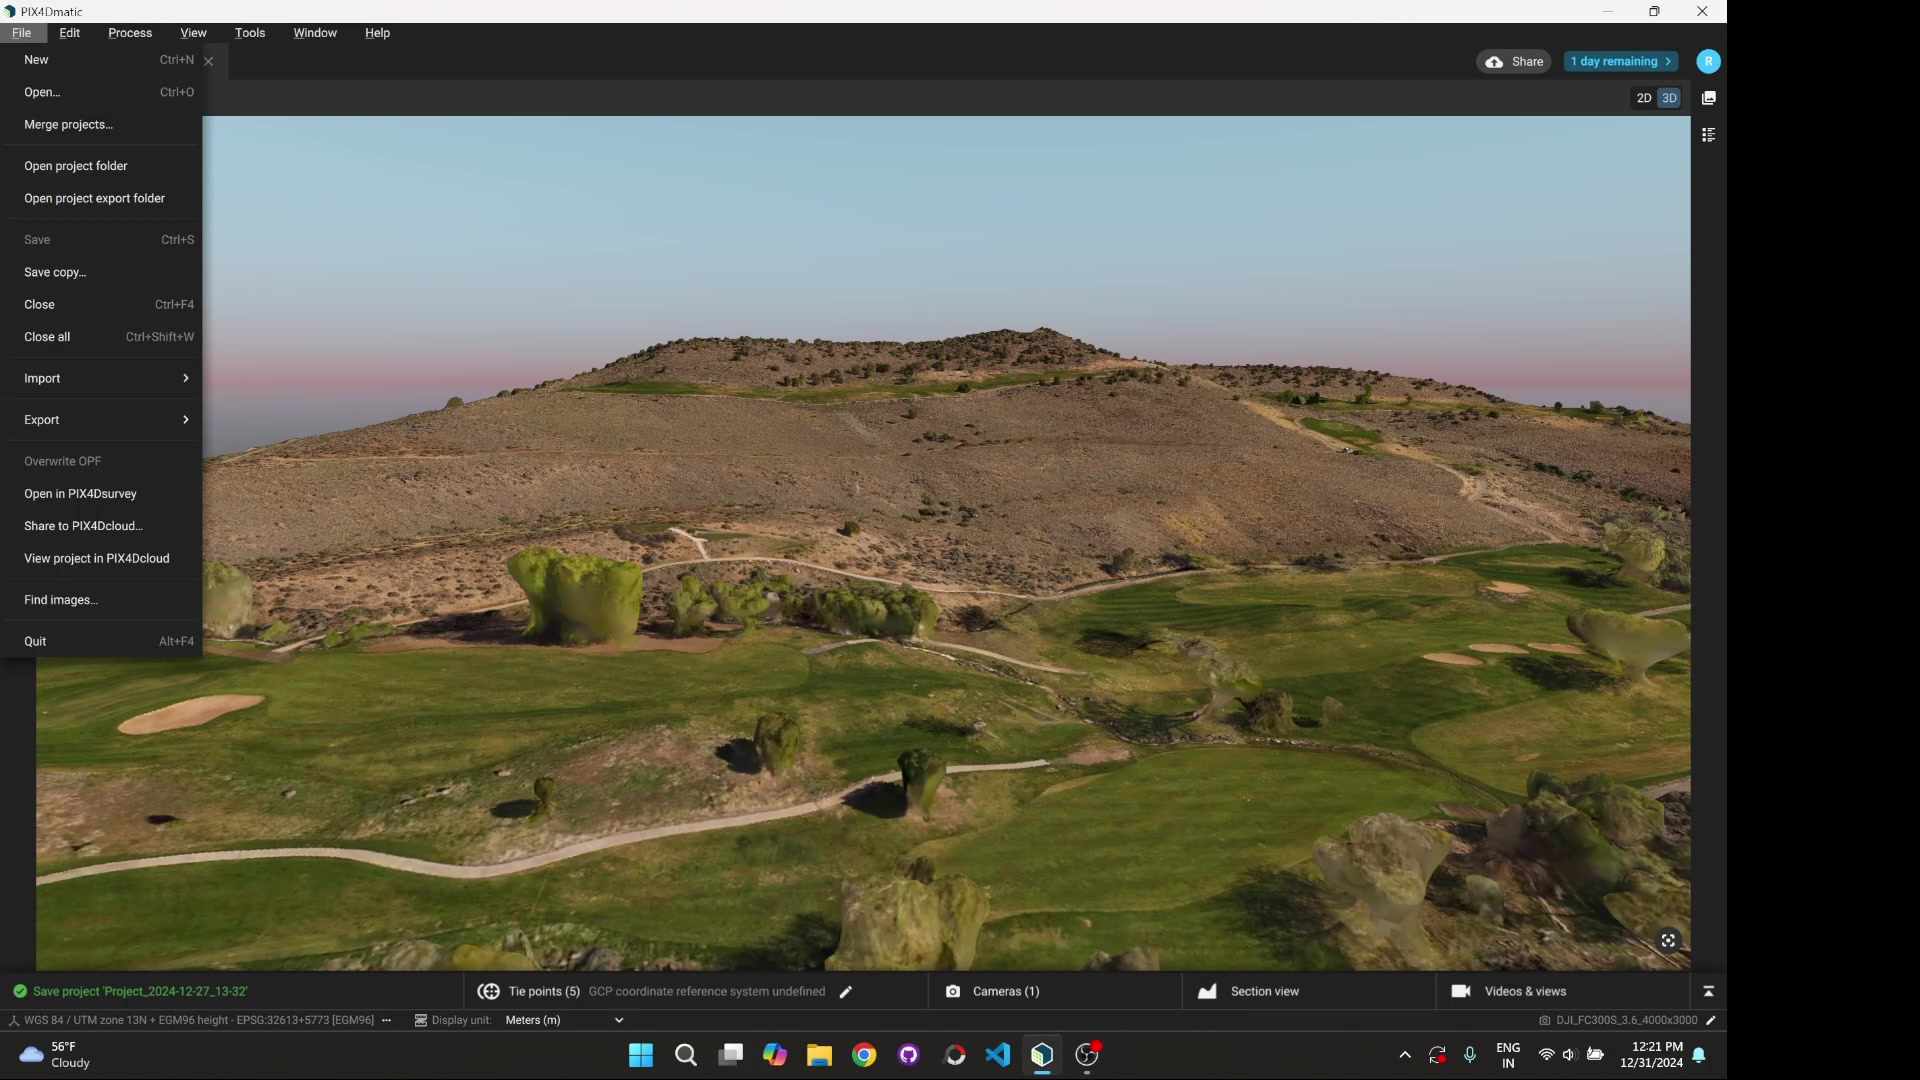 PIX4Dmatic
File Edit Process View Tools Window Help
New Ctrl+N
Share 1 day remaining R
Open... Ctrl+O
2D 3D
Merge projects...
Open project folder
Open project export folder
Save Ctrl+S
Save copy...
Close Ctrl+F4
Close all Ctrl+Shift+W
Import
Export
Overwrite OPF
Open in PIX4Dsurvey
Share to PIX4Dcloud...
View project in PIX4Dcloud
Find images...
Quit Alt+F4
Save project 'Project_2024-12-27_13-32' Tie points (5) GCP coordinate reference system undefined Cameras (1) Section view Videos & views
WGS 84 / UTM zone 13N + EGM96 height - EPSG:32613+5773 [EGM96] ... Display unit: Meters (m) DJI_FC300S_3.6_4000x3000
56°F
Cloudy
ENG
IN
12:21 PM
12/31/2024